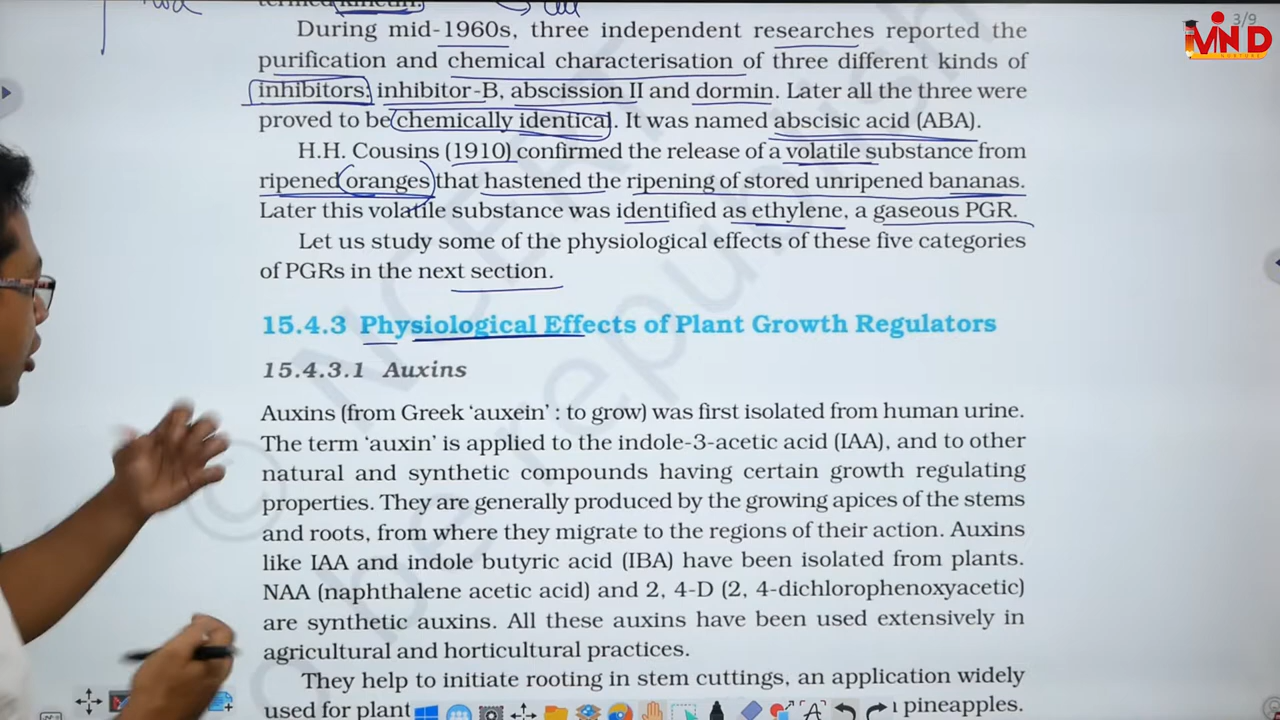 3/9
MIND
termed kinetin.
During mid-1960s, three independent researches reported the
purification and chemical characterisation of three different kinds of
inhibitors: inhibitor-B, abscission II and dormin. Later all the three were
proved to be chemically identical. It was named abscisic acid (ABA).
H.H. Cousins (1910) confirmed the release of a volatile substance from
ripened oranges that hastened the ripening of stored unripened bananas.
Later this volatile substance was identified as ethylene, a gaseous PGR.
Let us study some of the physiological effects of these five categories
of PGRs in the next section.
15.4.3 Physiological Effects of Plant Growth Regulators
15.4.3.1 Auxins
Auxins (from Greek ‘auxein’ : to grow) was first isolated from human urine.
The term ‘auxin’ is applied to the indole-3-acetic acid (IAA), and to other
natural and synthetic compounds having certain growth regulating
properties. They are generally produced by the growing apices of the stems
and roots, from where they migrate to the regions of their action. Auxins
like IAA and indole butyric acid (IBA) have been isolated from plants.
NAA (naphthalene acetic acid) and 2, 4-D (2, 4-dichlorophenoxyacetic)
are synthetic auxins. All these auxins have been used extensively in
agricultural and horticultural practices.
They help to initiate rooting in stem cuttings, an application widely
used for plant pineapples.